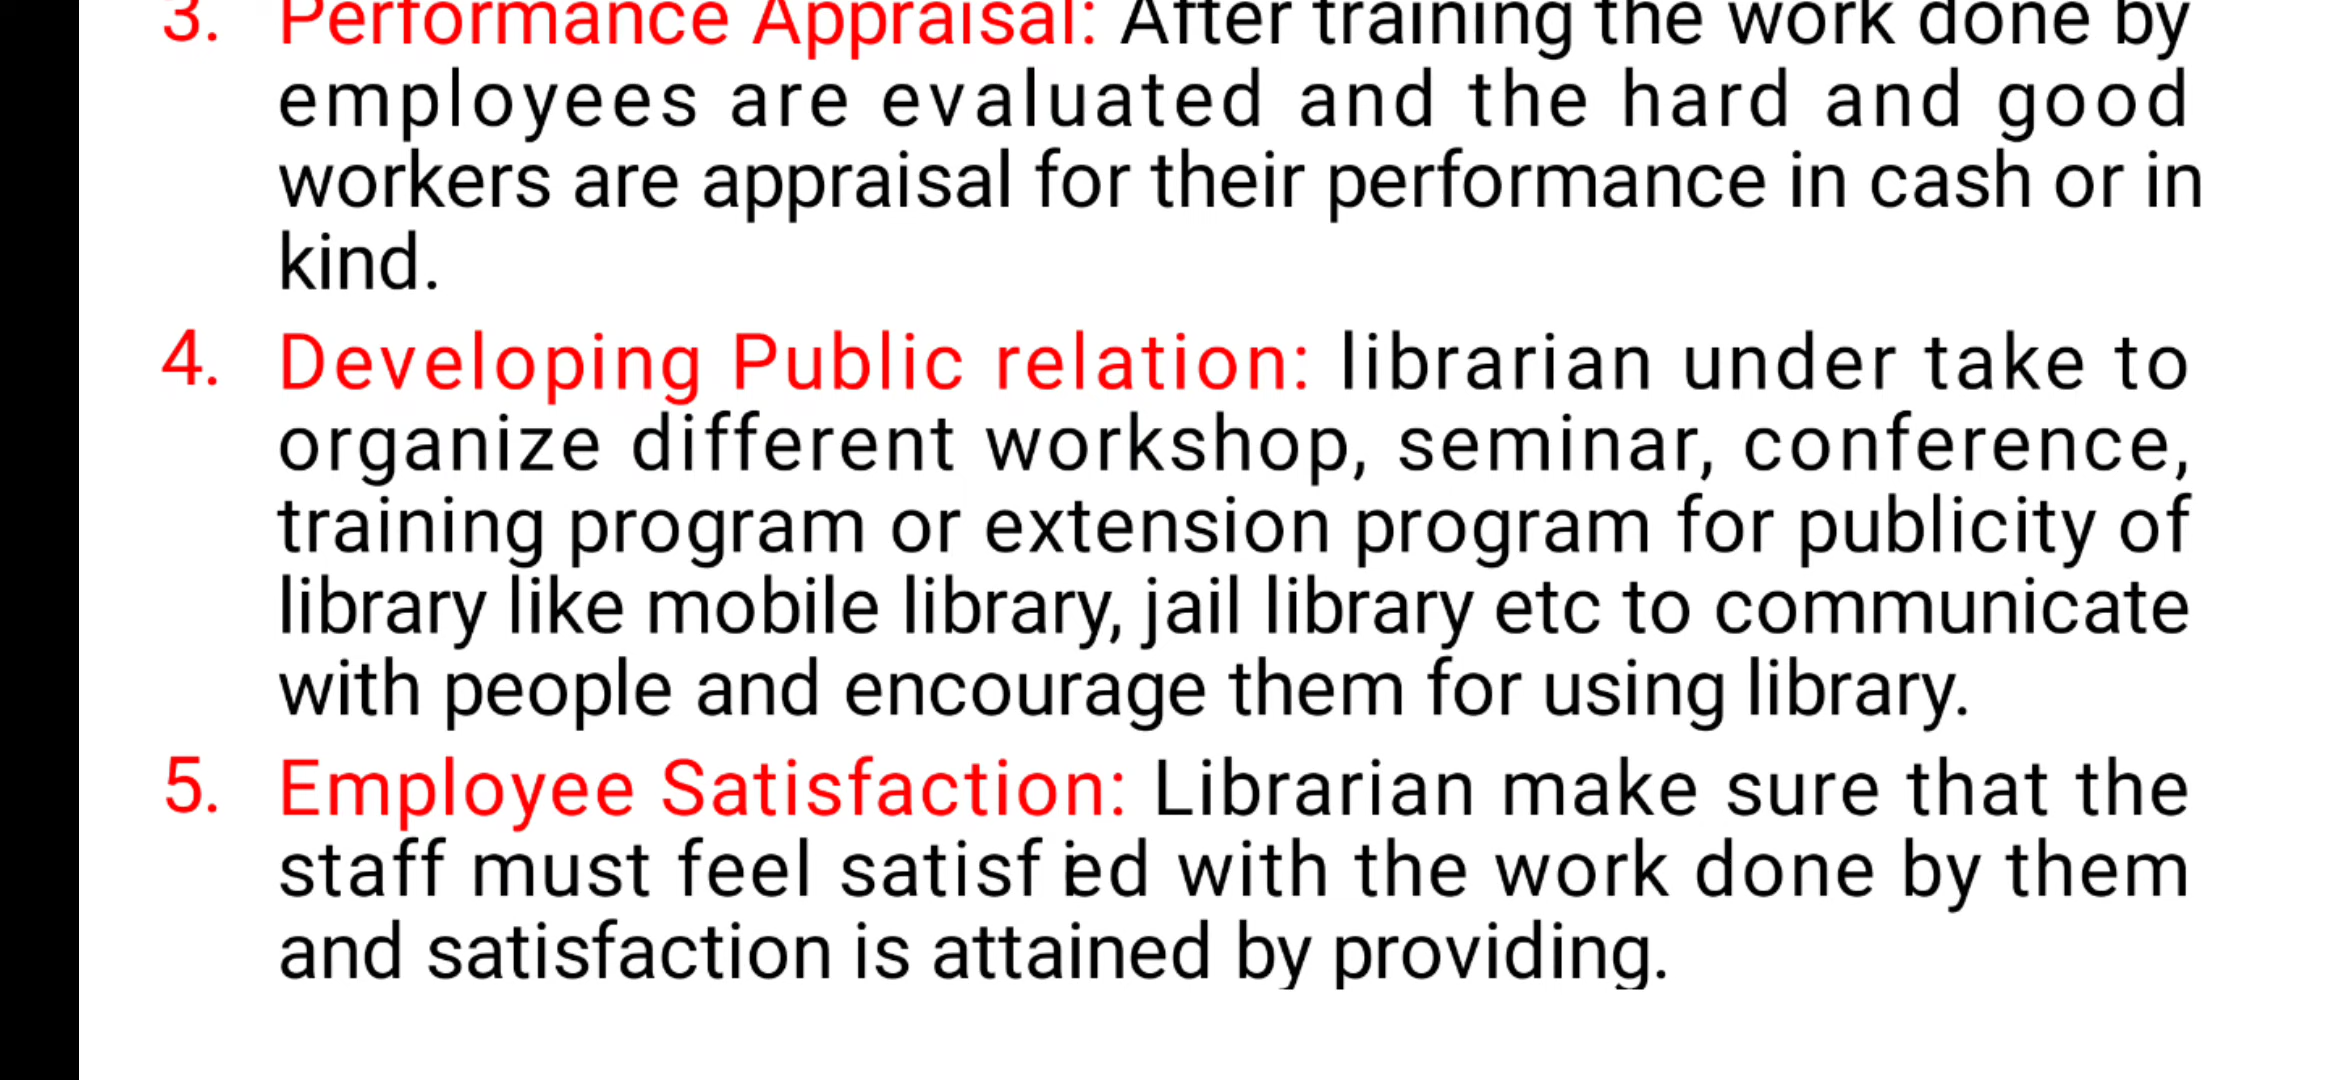 3. Performance Appraisal: After training the work done by
employees are evaluated and the hard and good
workers are appraisal for their performance in cash or in
kind.
4. Developing Public relation: librarian under take to
organize different workshop, seminar, conference,
training program or extension program for publicity of
library like mobile library, jail library etc to communicate
with people and encourage them for using library.
5. Employee Satisfaction: Librarian make sure that the
staff must feel satisfied with the work done by them
and satisfaction is attained by providing.